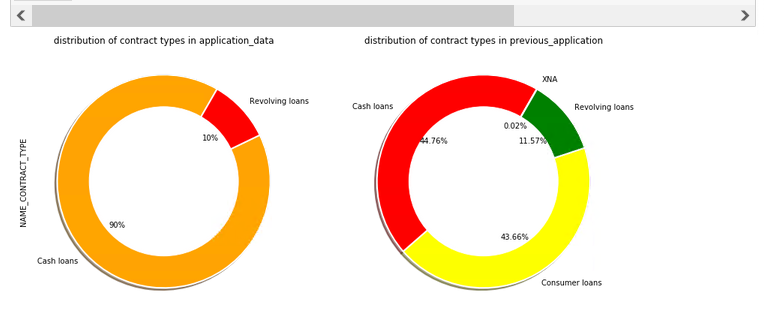 distribution of contract types in application_data
Revolving loans
10%
NAME_CONTRACT_TYPE
90%
Cash loans
distribution of contract types in previous_application
XNA
Cash loans
Revolving loans
0.02%
44.76%
11.57%
43.66%
Consumer loans